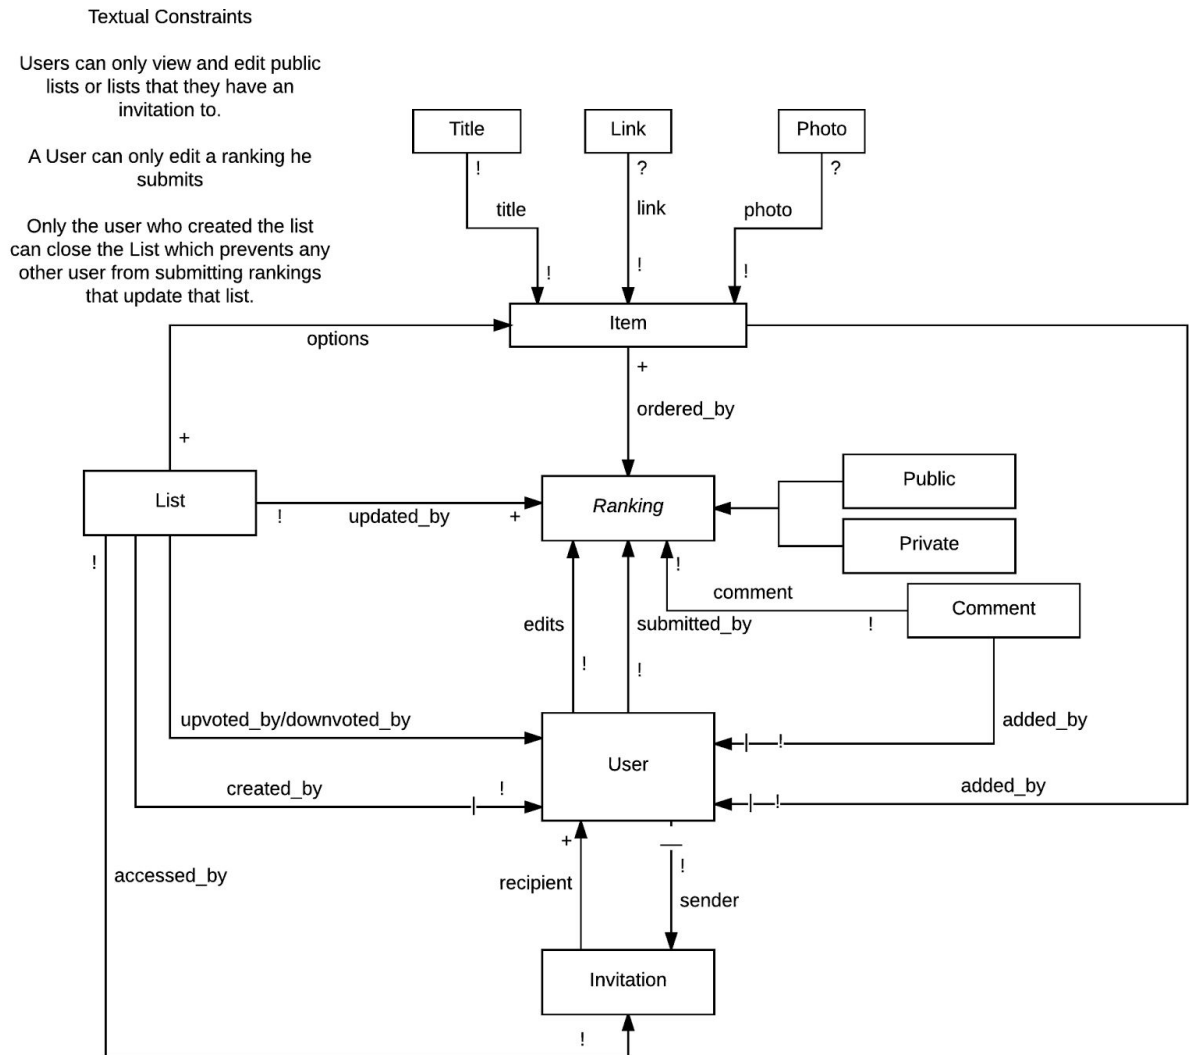 Textual Constraints
Users can only view and edit public
lists or lists that they have an
invitation to.
A User can only edit a ranking he
submits
Only the user who created the list
can close the List which prevents any
other user from submitting rankings
that update that list.
Title
Link
Photo
!
?
?
title
link
photo
!
!
!
Item
options
+
ordered_by
+
List
Ranking
Public
!
updated_by
+
Private
!
!
comment
Comment
edits
submitted_by
!
!
!
upvoted_by/downvoted_by
added_by
!
User
created_by
!
added_by
!
+
accessed_by
recipient
!
sender
Invitation
!